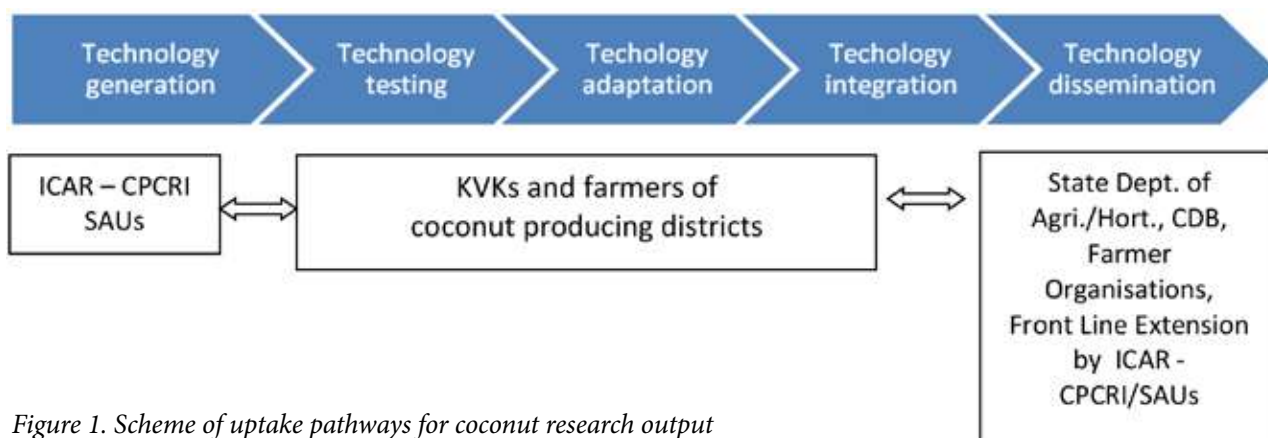 Technology
generation
Technology
testing
Techology
adaptation
Techology
integration
Technology
dissemination
ICAR – CPCRI
SAUs
KVKs and farmers of
coconut producing districts
State Dept. of
Agri./Hort., CDB,
Farmer
Organisations,
Front Line Extension
by ICAR -
CPCRI/SAUs
Figure 1. Scheme of uptake pathways for coconut research output